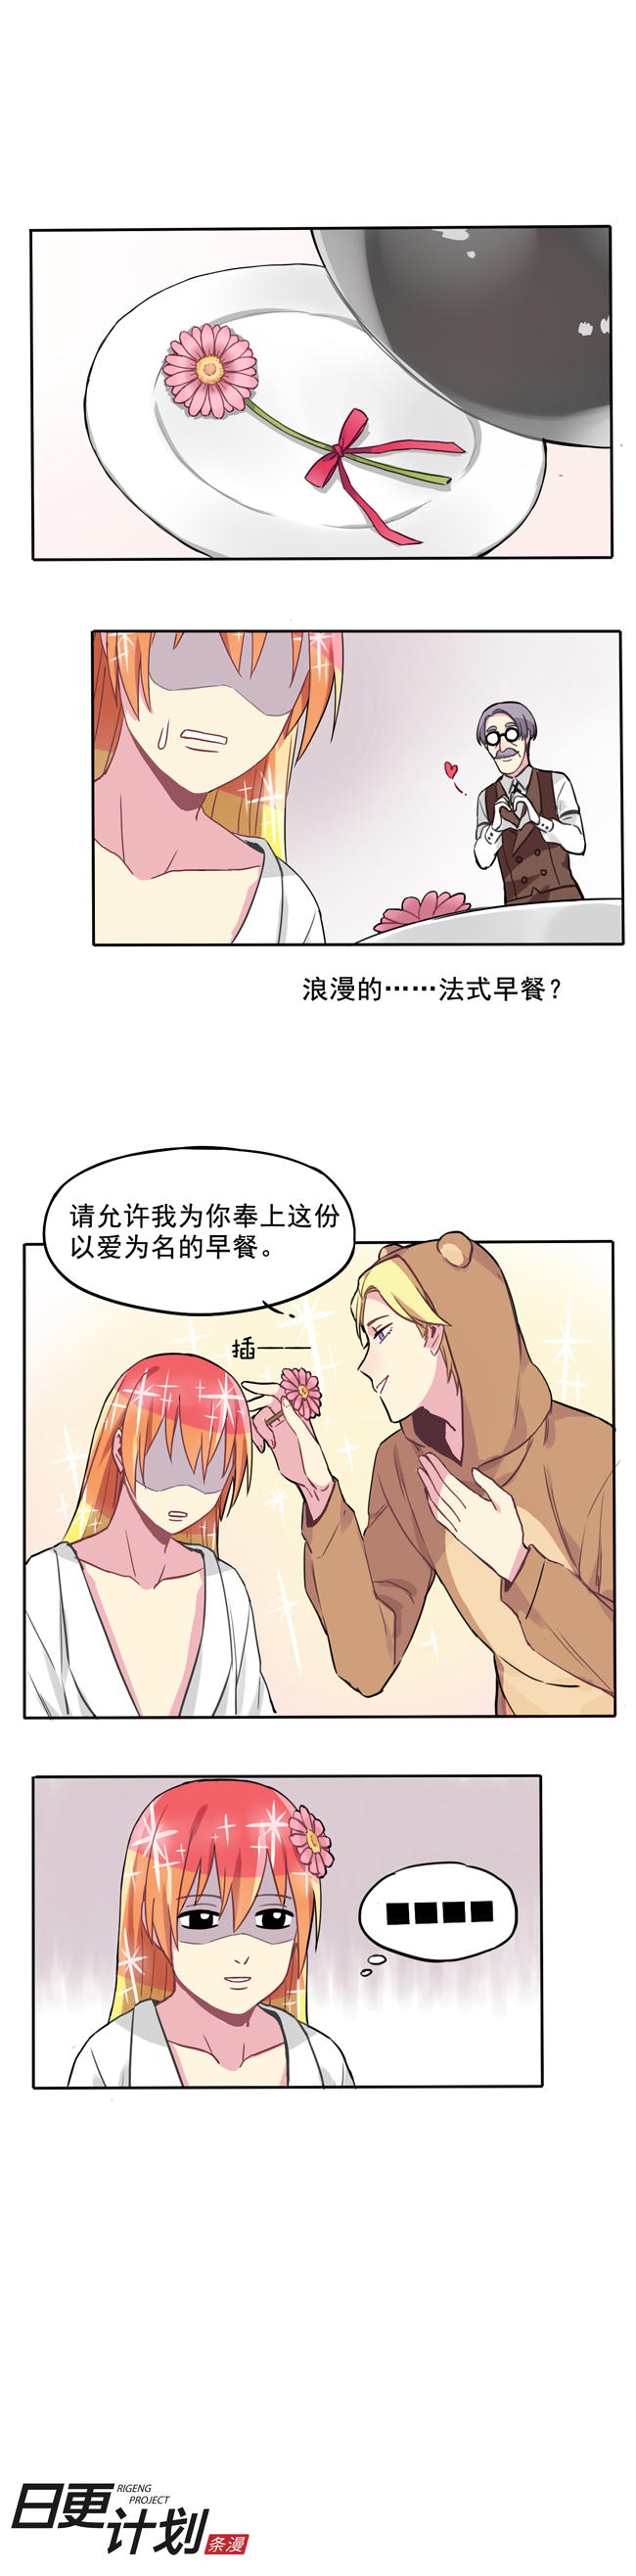 浪漫的……法式早餐？
请允许我为你奉上这份
以爱为名的早餐。
插——
■■■■
日更
RIGENG
PROJECT
计划
条漫